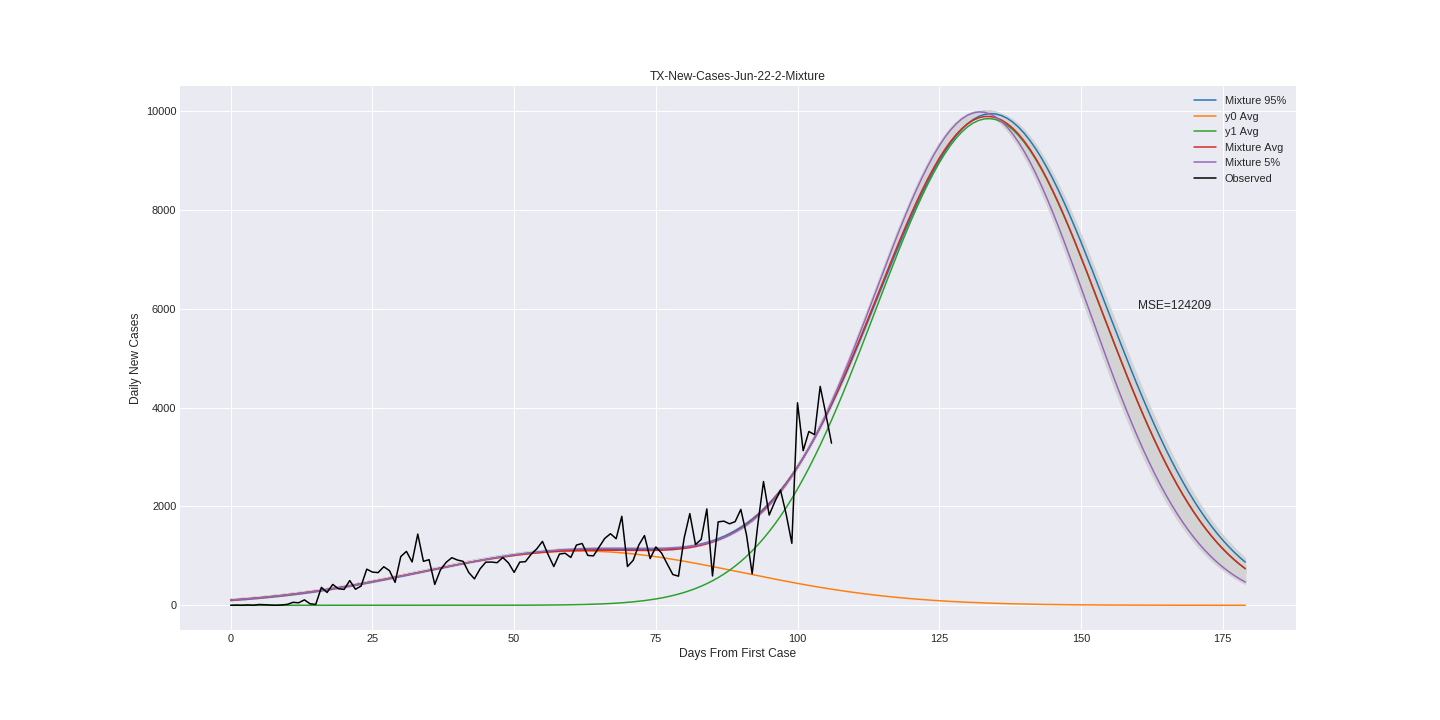 TX-New-Cases-Jun-22-2-Mixture
Mixture 95%
y0 Avg
y1 Avg
Mixture Avg
Mixture 5%
Observed
MSE=124209
Daily New Cases
10000
8000
6000
4000
2000
0
0 25 50 75 100 125 150 175
Days From First Case